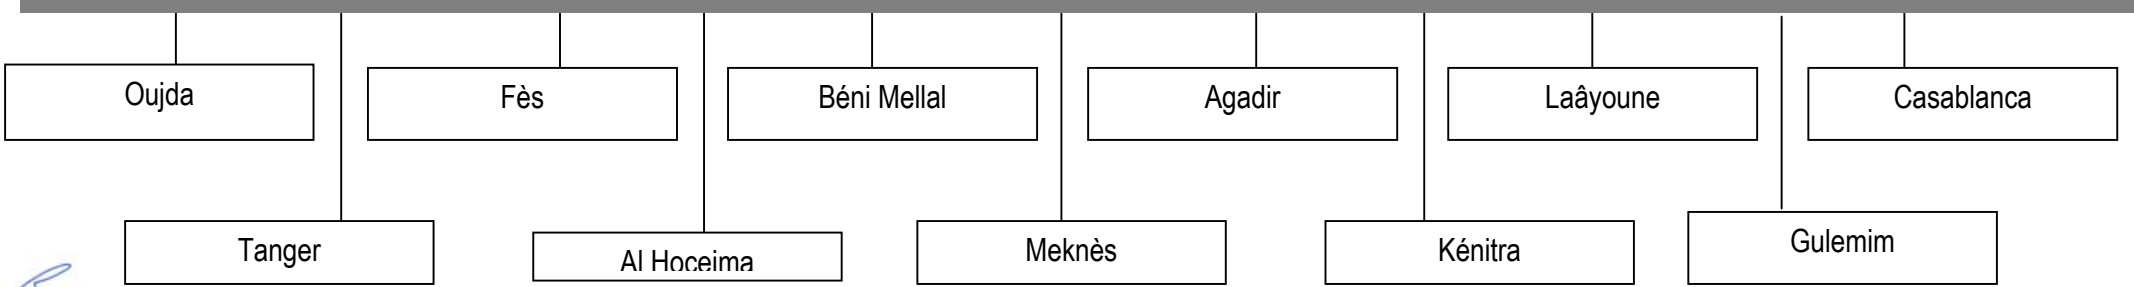 Oujda
Fès
Béni Mellal
Agadir
Laâyoune
Casablanca
Tanger
Al Hoceima
Meknès
Kénitra
Gulemim